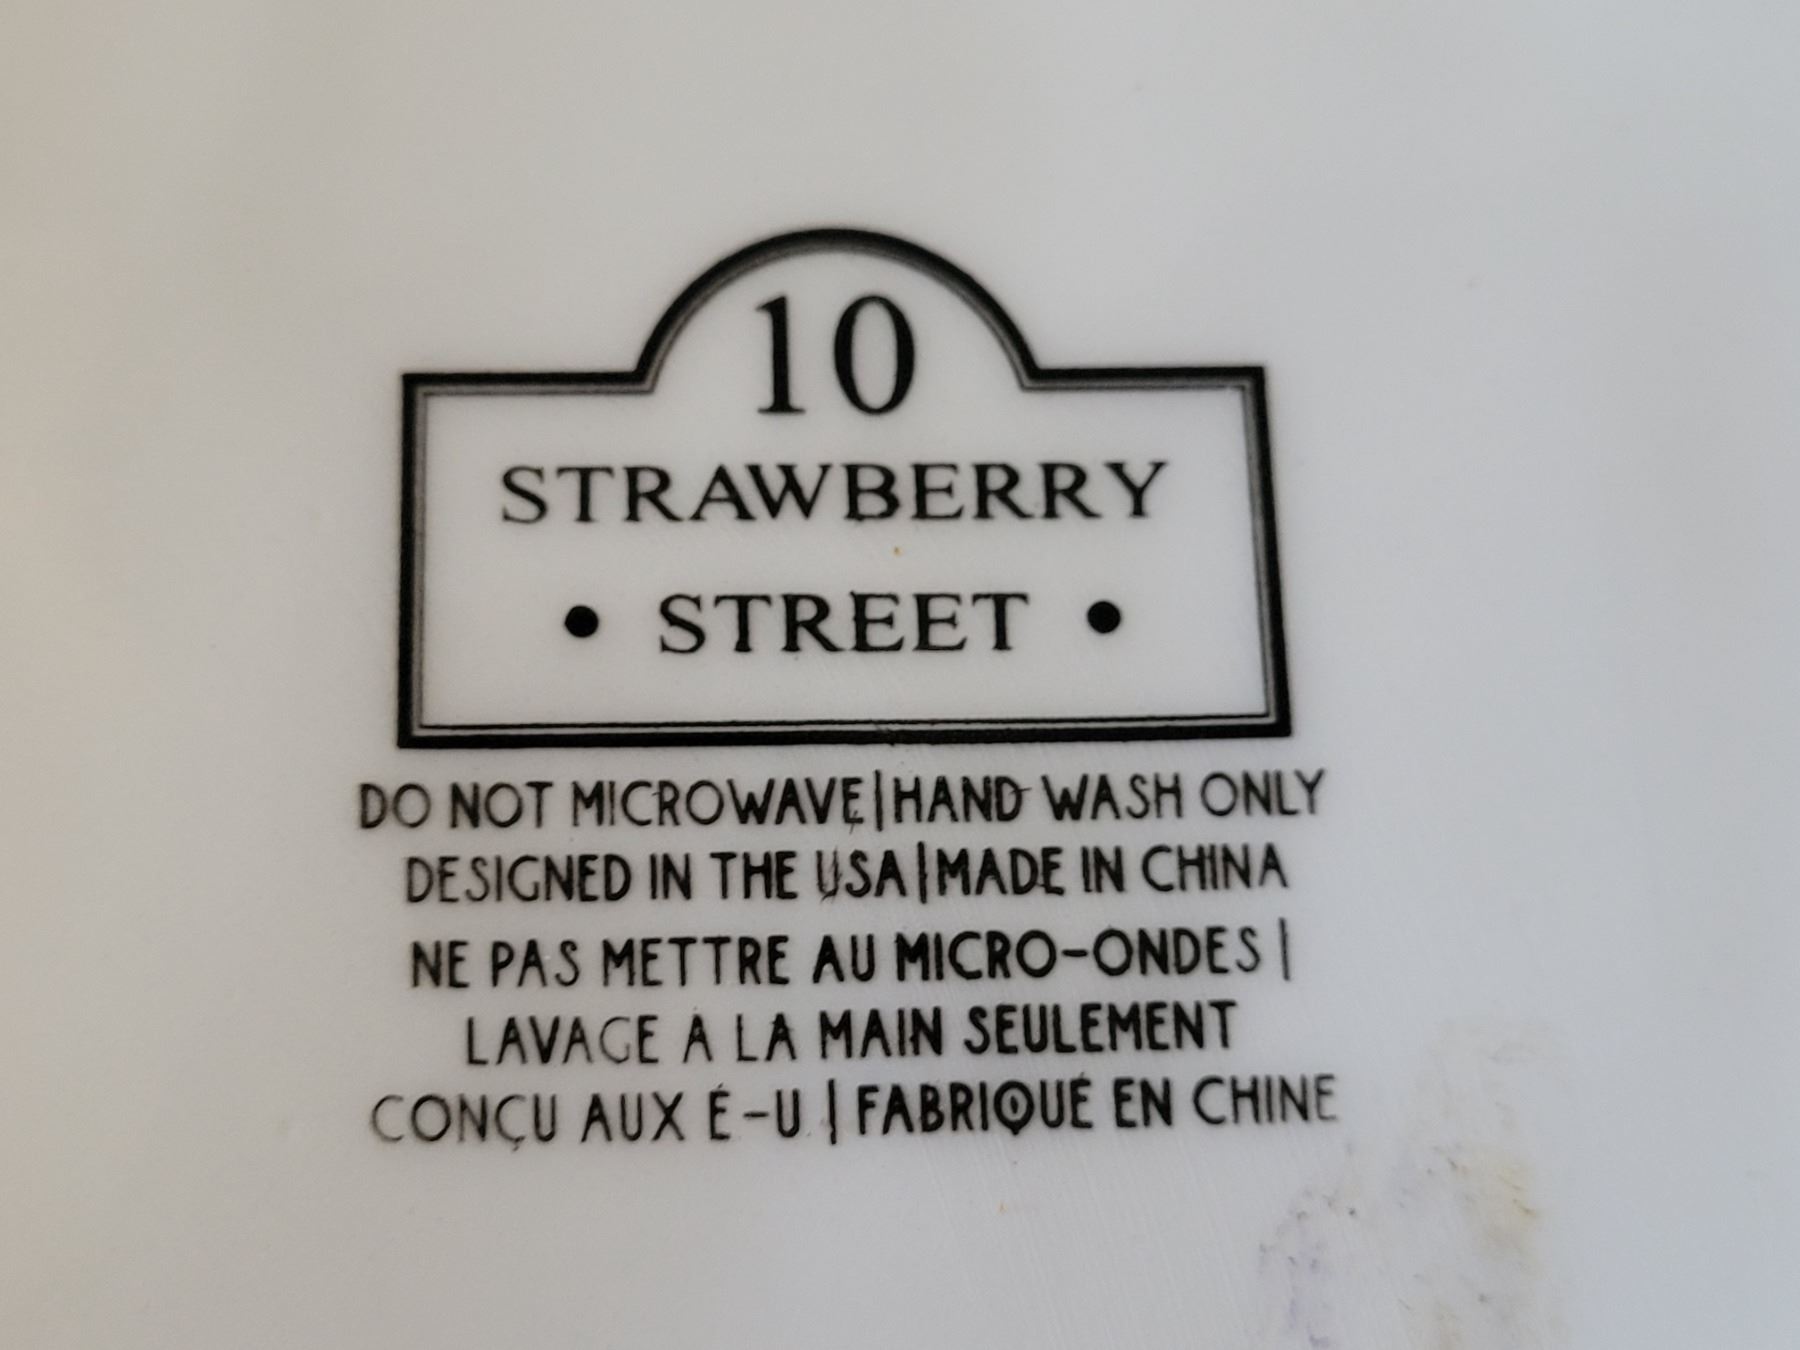 10
STRAWBERRY
• STREET •
DO NOT MICROWAVE|HAND WASH ONLY
DESIGNED IN THE USA|MADE IN CHINA
NE PAS METTRE AU MICRO-ONDES|
LAVAGE À LA MAIN SEULEMENT
CONÇU AUX É-U | FABRIQUÉ EN CHINE